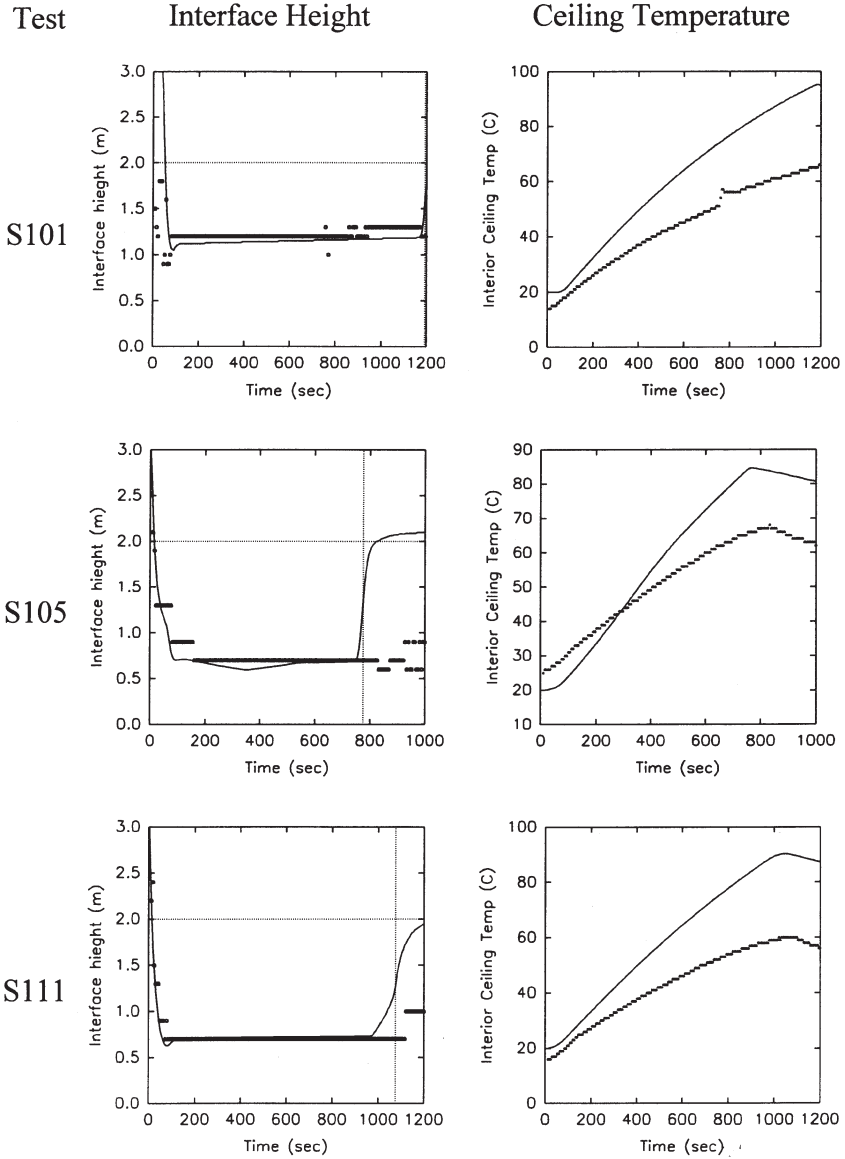 Test Interface Height Ceiling Temperature
S101
Interface hieght (m)
3.0
2.5
2.0
1.5
1.0
0.5
0.0
0 200 400 600 800 1000 1200
Time (sec)
Interior Ceiling Temp (C)
100
80
60
40
20
0
0 200 400 600 800 1000 1200
Time (sec)
S105
Interface hieght (m)
3.0
2.5
2.0
1.5
1.0
0.5
0.0
0 200 400 600 800 1000
Time (sec)
Interior Ceiling Temp (C)
90
80
70
60
50
40
30
20
10
0 200 400 600 800 1000
Time (sec)
S111
Interface hieght (m)
3.0
2.5
2.0
1.5
1.0
0.5
0.0
0 200 400 600 800 1000 1200
Time (sec)
Interior Ceiling Temp (C)
100
80
60
40
20
0
0 200 400 600 800 1000 1200
Time (sec)